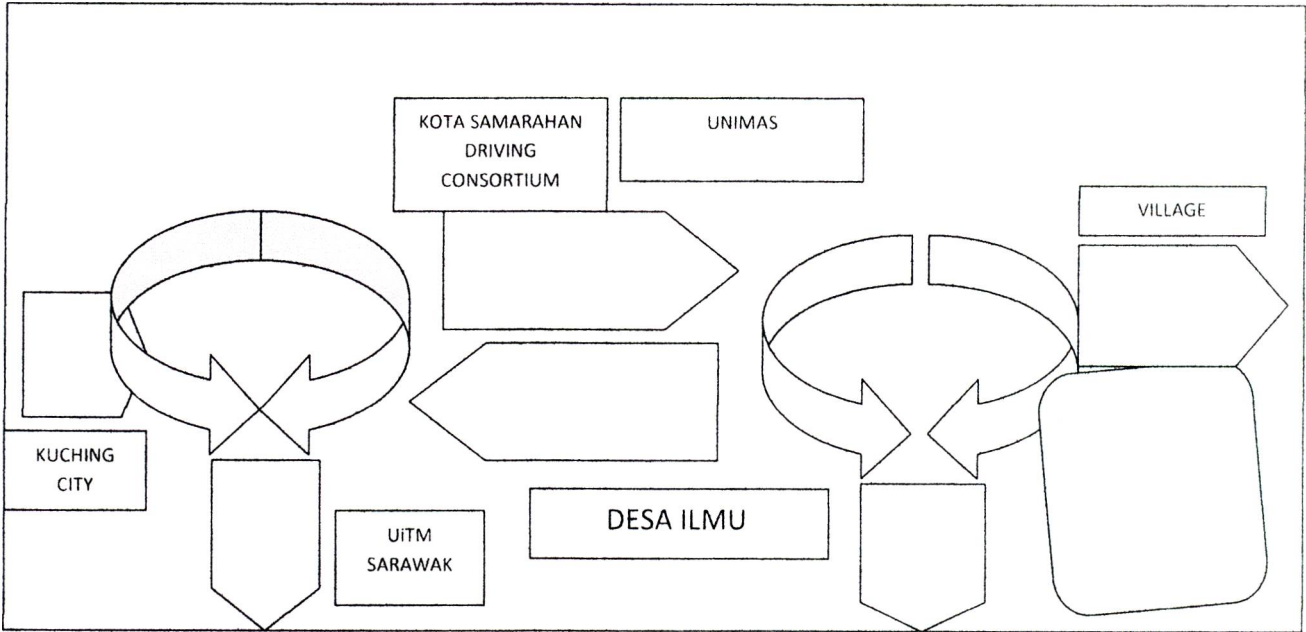 KOTA SAMARAHAN
DRIVING
CONSORTIUM
UNIMAS
VILLAGE
KUCHING
CITY
UiTM
SARAWAK
DESA ILMU